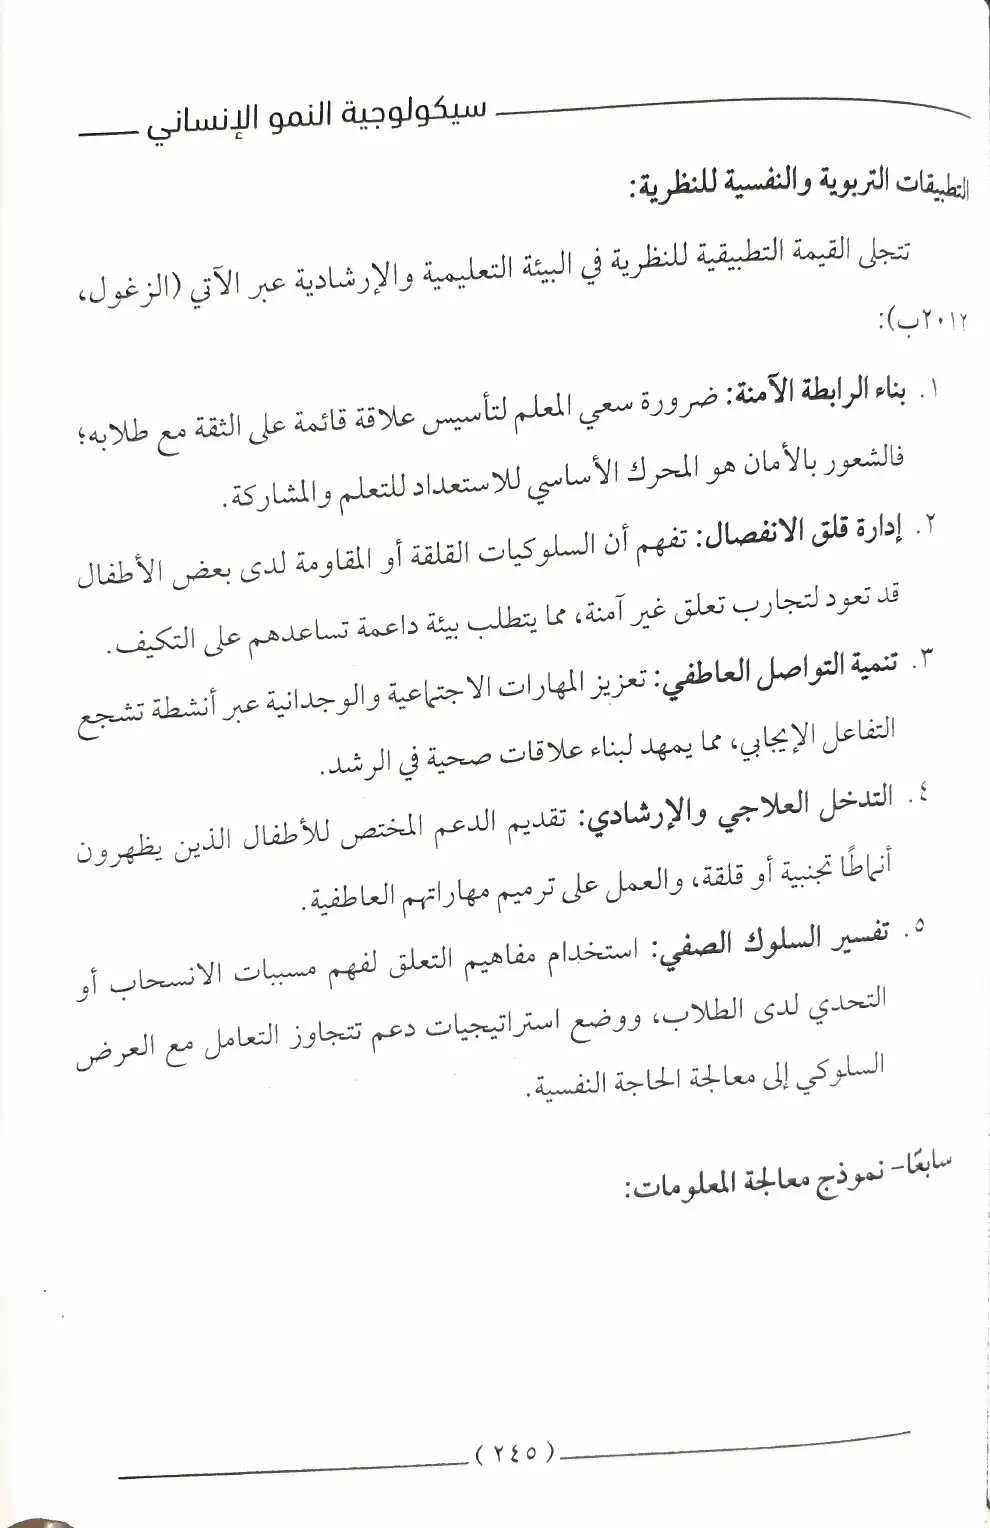 سيكولوجية النمو الإنساني
التطبيقات التربوية والنفسية للنظرية:
تتجلى القيمة التطبيقية للنظرية في البيئة التعليمية والإرشادية عبر الآتي (الزغول،
٢٠١٢ب):
١. بناء الرابطة الآمنة: ضرورة سعي المعلم لتأسيس علاقة قائمة على الثقة مع طلابه؛
فالشعور بالأمان هو المحرك الأساسي للاستعداد للتعلم والمشاركة.
٢. إدارة قلق الانفصال: تفهم أن السلوكيات القلقة أو المقاومة لدى بعض الأطفال
قد تعود لتجارب تعلق غير آمنة، مما يتطلب بيئة داعمة تساعدهم على التكيف.
٣. تنمية التواصل العاطفي: تعزيز المهارات الاجتماعية والوجدانية عبر أنشطة تشجع
التفاعل الإيجابي، مما يمهد لبناء علاقات صحية في الرشد.
٤. التدخل العلاجي والإرشادي: تقديم الدعم المختص للأطفال الذين يظهرون
أنماطًا تجنبية أو قلقة، والعمل على ترميم مهاراتهم العاطفية.
٥. تفسير السلوك الصفي: استخدام مفاهيم التعلق لفهم مسببات الانسحاب أو
التحدي لدى الطلاب، ووضع استراتيجيات دعم تتجاوز التعامل مع العرض
السلوكي إلى معالجة الحاجة النفسية.
سابعًا- نموذج معالجة المعلومات:
(٢٤٥)